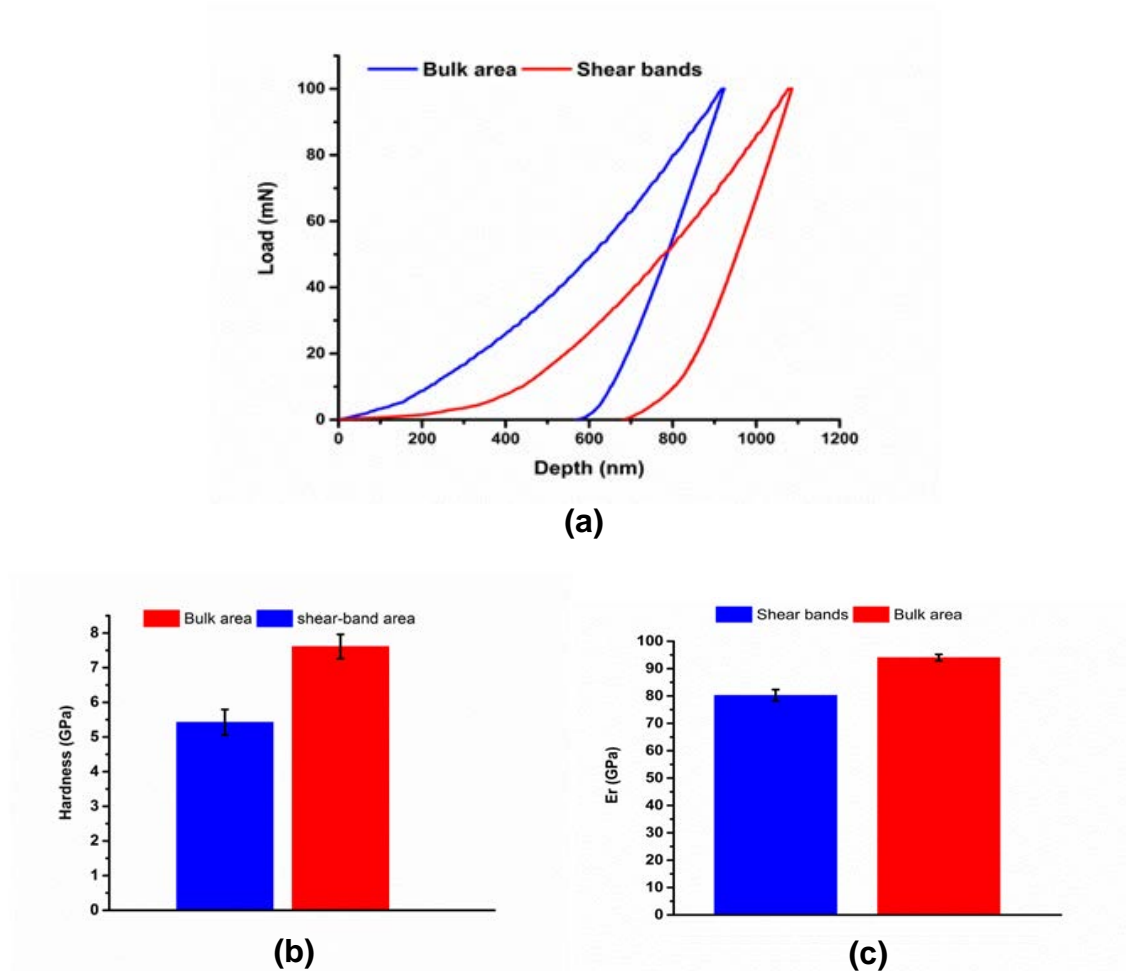 Bulk area Shear bands
100
80
60
40
20
0
Load (mN)
0 200 400 600 800 1000 1200
Depth (nm)
(a)
Bulk area shear-band area
8
7
6
5
4
3
2
1
0
Hardness (GPa)
(b)
Shear bands Bulk area
100
90
80
70
60
50
40
30
20
10
0
Er (GPa)
(c)